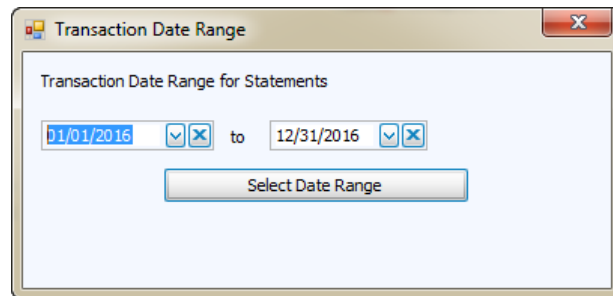 Transaction Date Range
Transaction Date Range for Statements
01/01/2016 to 12/31/2016
Select Date Range